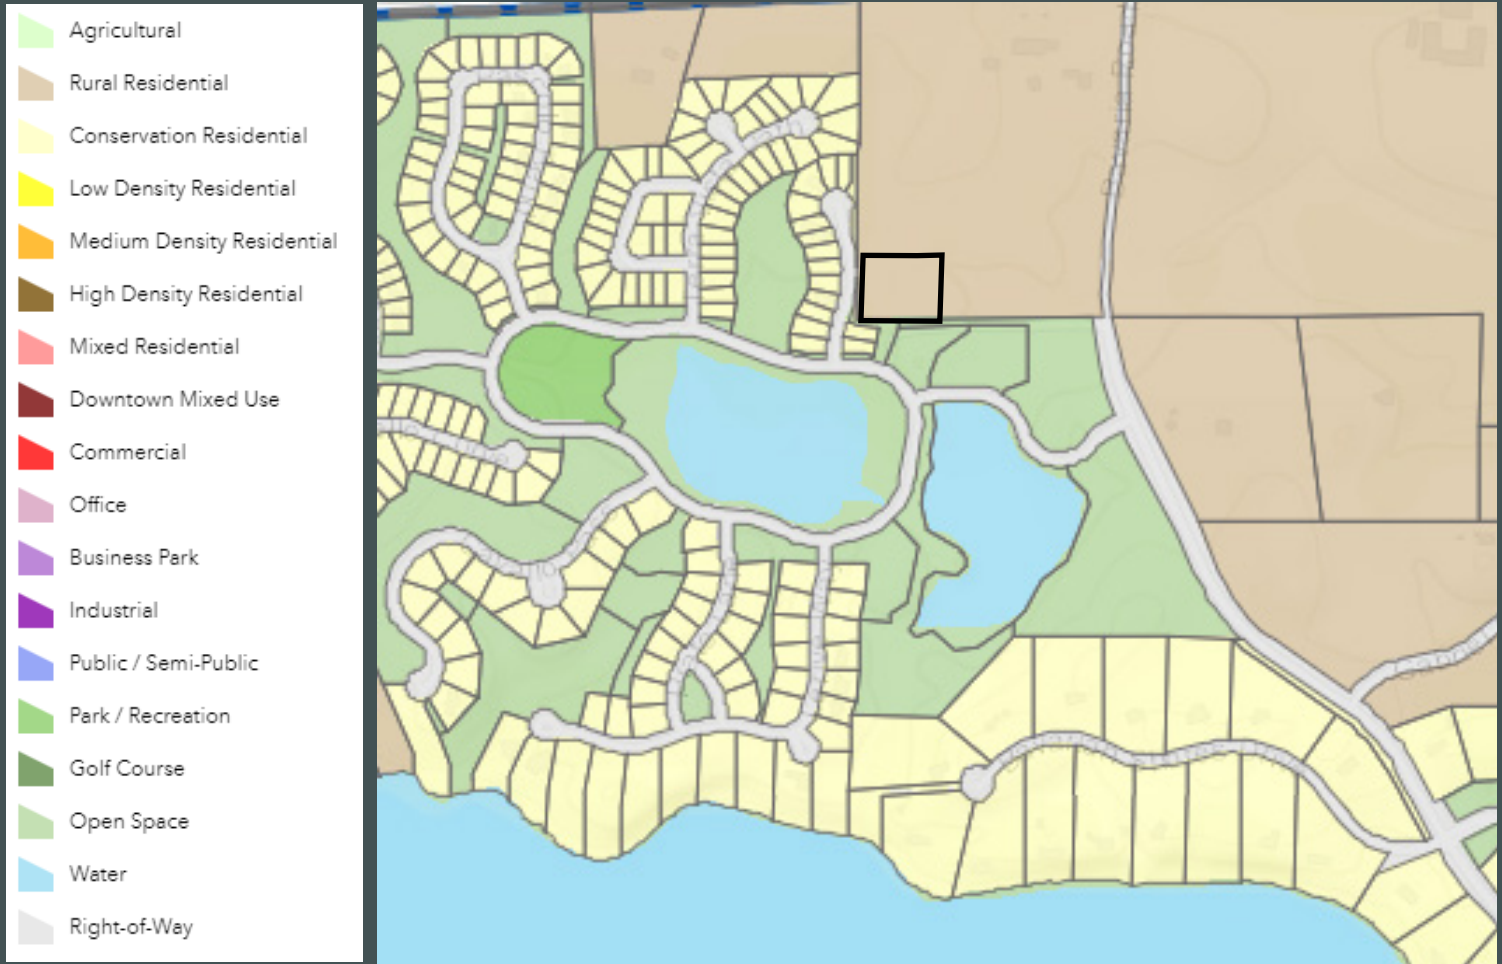 Agricultural
Rural Residential
Conservation Residential
Low Density Residential
Medium Density Residential
High Density Residential
Mixed Residential
Downtown Mixed Use
Commercial
Office
Business Park
Industrial
Public / Semi-Public
Park / Recreation
Golf Course
Open Space
Water
Right-of-Way